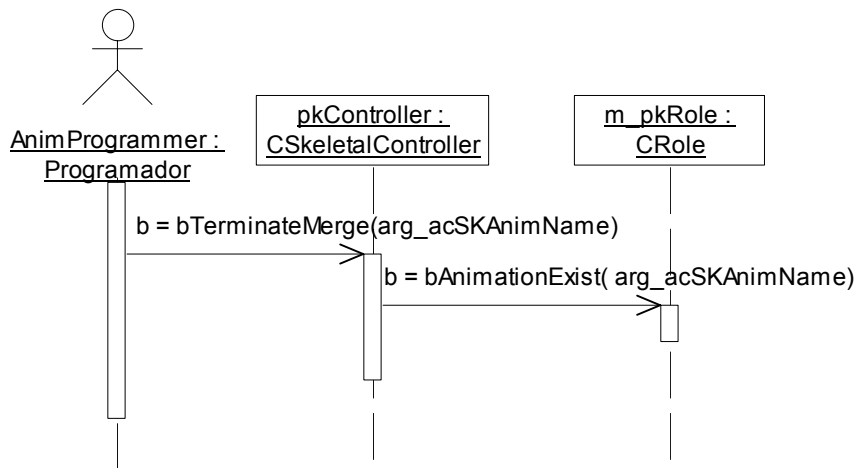 AnimProgrammer :
Programador
pkController :
CSkeletalController
m_pkRole :
CRole
b = bTerminateMerge(arg_acSKAnimName)
b = bAnimationExist( arg_acSKAnimName)